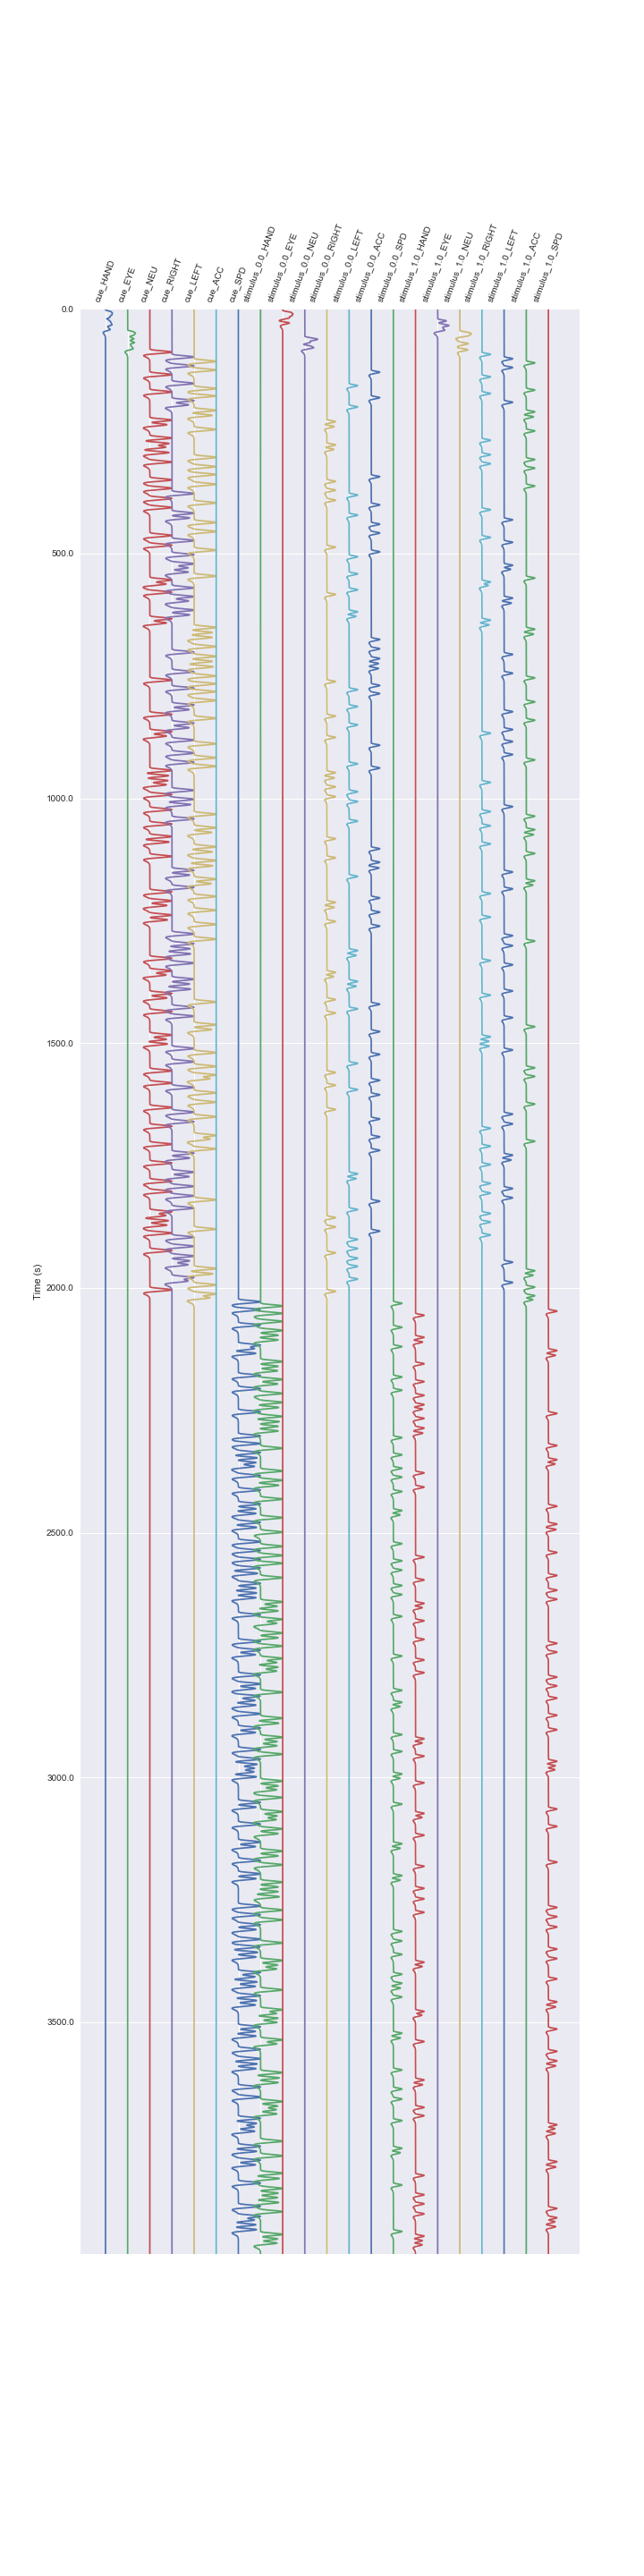 cue_HAND
cue_EYE
cue_NEU
cue_RIGHT
cue_LEFT
cue_ACC
cue_SPD
stimulus_0.0_HAND
stimulus_0.0_EYE
stimulus_0.0_NEU
stimulus_0.0_RIGHT
stimulus_0.0_LEFT
stimulus_0.0_ACC
stimulus_0.0_SPD
stimulus_1.0_HAND
stimulus_1.0_EYE
stimulus_1.0_NEU
stimulus_1.0_RIGHT
stimulus_1.0_LEFT
stimulus_1.0_ACC
stimulus_1.0_SPD
0.0
500.0
1000.0
1500.0
Time (s)
2000.0
2500.0
3000.0
3500.0